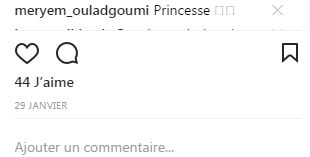 meryem_ouladgoumi Princesse
44 J'aime
29 JANVIER
Ajouter un commentaire...